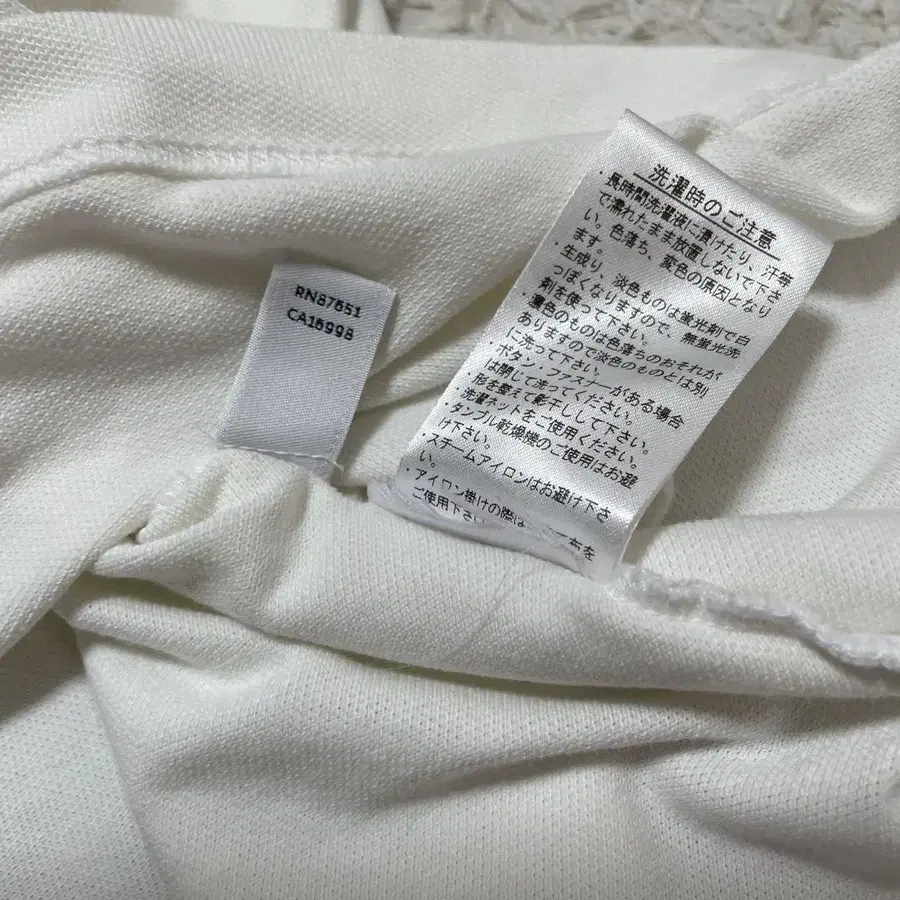 RN87651
CA16998
洗濯時のご注意
・長時間洗濯液に漬けたり、汗等
で濡れたまま放置しないで下さ
い。色落ち、変色の原因となり
ます。
・生成り、淡色ものは蛍光剤で白
っぽくなりますので、無蛍光洗
剤を使って下さい。
・濃色のものは色落ちのおそれが
ありますので淡色のものとは別
に洗って下さい。
・ボタン・ファスナーがある場合
は閉じて洗ってください。
・形を整えて影干しして下さい。
・洗濯ネットをご使用ください。
・タンブル乾燥機のご使用はお避
け下さい。
・スチームアイロンはお避け下さ
い。
・アイロン掛けの際は
布を
ご使用下さい